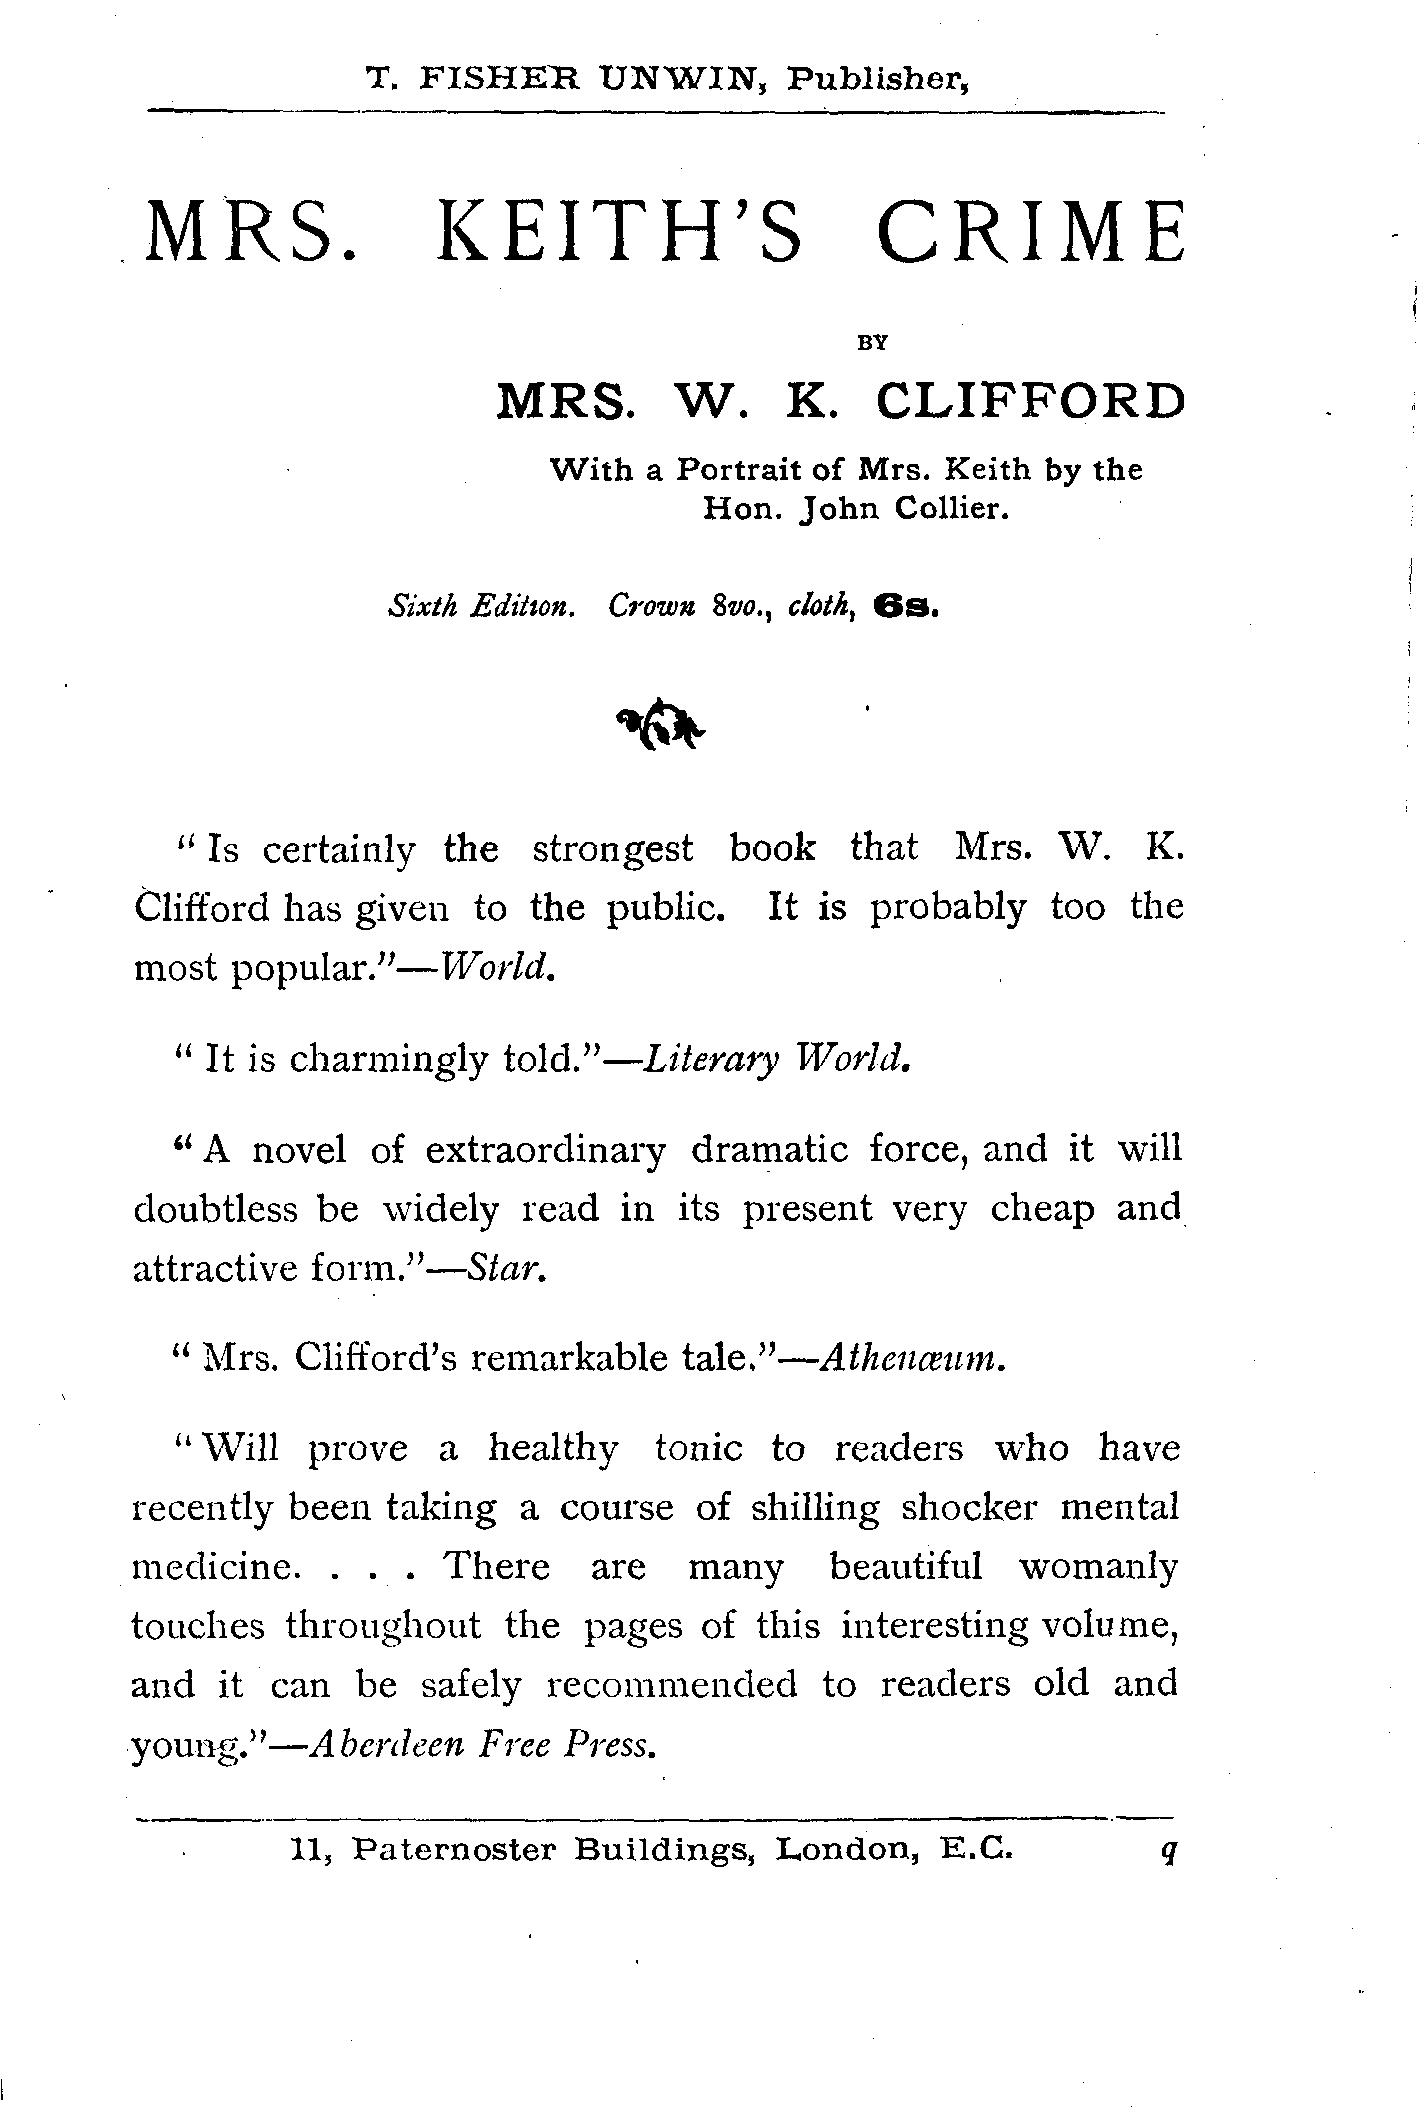 T. FISHER UNWIN, Publisher,
MRS. KEITH'S CRIME
BY
MRS. W. K. CLIFFORD
With a Portrait of Mrs. Keith by the
Hon. John Collier.
Sixth Edition. Crown 8vo., cloth, 6s.
“Is certainly the strongest book that Mrs. W. K.
Clifford has given to the public. It is probably too the
most popular.”—World.
“It is charmingly told.”—Literary World.
“A novel of extraordinary dramatic force, and it will
doubtless be widely read in its present very cheap and
attractive form.”—Star.
“Mrs. Clifford's remarkable tale.”—Athenæum.
“Will prove a healthy tonic to readers who have
recently been taking a course of shilling shocker mental
medicine. . . . There are many beautiful womanly
touches throughout the pages of this interesting volume,
and it can be safely recommended to readers old and
young.”—Aberdeen Free Press.
11, Paternoster Buildings, London, E.C. q